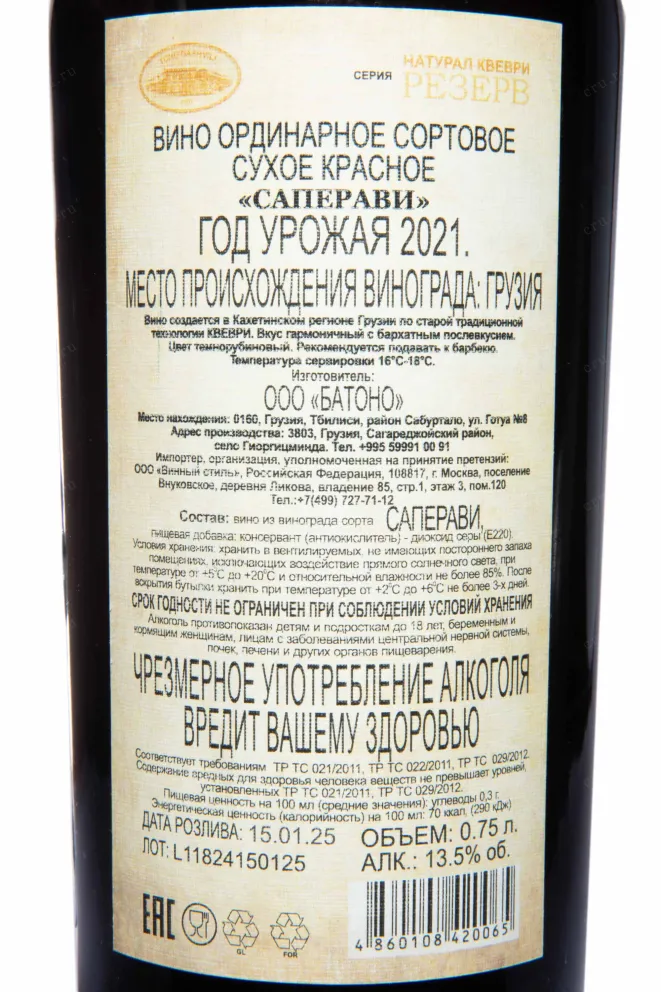 СЕРИЯ
НАТУРАЛ КВЕВРИ
РЕЗЕРВ
ВИНО ОРДИНАРНОЕ СОРТОВОЕ
СУХОЕ КРАСНОЕ
«САПЕРАВИ»
ГОД УРОЖАЯ 2021.
МЕСТО ПРОИСХОЖДЕНИЯ ВИНОГРАДА: ГРУЗИЯ
Вино создается в Кахетинском регионе Грузии по старой традиционной
технологии КВЕВРИ. Вкус гармоничный с бархатным послевкусием.
Цвет темнорубиновый. Рекомендуется подавать к барбекю.
Температура сервировки 16°С-18°С.
Изготовитель:
ООО «БАТОНО»
Место нахождения: 0160, Грузия, Тбилиси, район Сабуртало, ул. Готуа №8
Адрес производства: 3803, Грузия, Сагареджойский район,
село Гиоргицминда. Тел. +995 59991 00 91
Импортер, организация, уполномоченная на принятие претензий:
ООО «Винный стиль», Российская Федерация, 108817, г. Москва, поселение
Внуковское, деревня Ликова, владение 85, стр.1, этаж 3, пом.120
Тел.:+7(499) 727-71-12
Состав: вино из винограда сорта САПЕРАВИ,
пищевая добавка: консервант (антиокислитель) - диоксид серы (Е220).
Условия хранения: хранить в вентилируемых, не имеющих постороннего запаха
помещениях, исключающих воздействие прямого солнечного света, при
температуре от +5°С до +20°С и относительной влажности не более 85%. После
вскрытия бутылки хранить при температуре от +2°С до +6°С не более 3-х дней.
СРОК ГОДНОСТИ НЕ ОГРАНИЧЕН ПРИ СОБЛЮДЕНИИ УСЛОВИЙ ХРАНЕНИЯ
Алкоголь противопоказан детям и подросткам до 18 лет, беременным и
кормящим женщинам, лицам с заболеваниями центральной нервной системы,
почек, печени и других органов пищеварения.
ЧРЕЗМЕРНОЕ УПОТРЕБЛЕНИЕ АЛКОГОЛЯ
ВРЕДИТ ВАШЕМУ ЗДОРОВЬЮ
Соответствует требованиям ТР ТС 021/2011, ТР ТС 022/2011, ТР ТС 029/2012.
Содержание вредных для здоровья человека веществ не превышает уровней,
установленных ТР ТС 021/2011, ТР ТС 029/2012.
Пищевая ценность на 100 мл (средние значения): углеводы 0,3 г.
Энергетическая ценность (калорийность) на 100 мл: 70 ккал, (290 кДж)
ДАТА РОЗЛИВА: 15.01.25
ОБЪЕМ: 0.75 л.
ЛОТ: L11824150125
АЛК.: 13.5% об.
ЕАС
GL
FOR
4 860108 420065